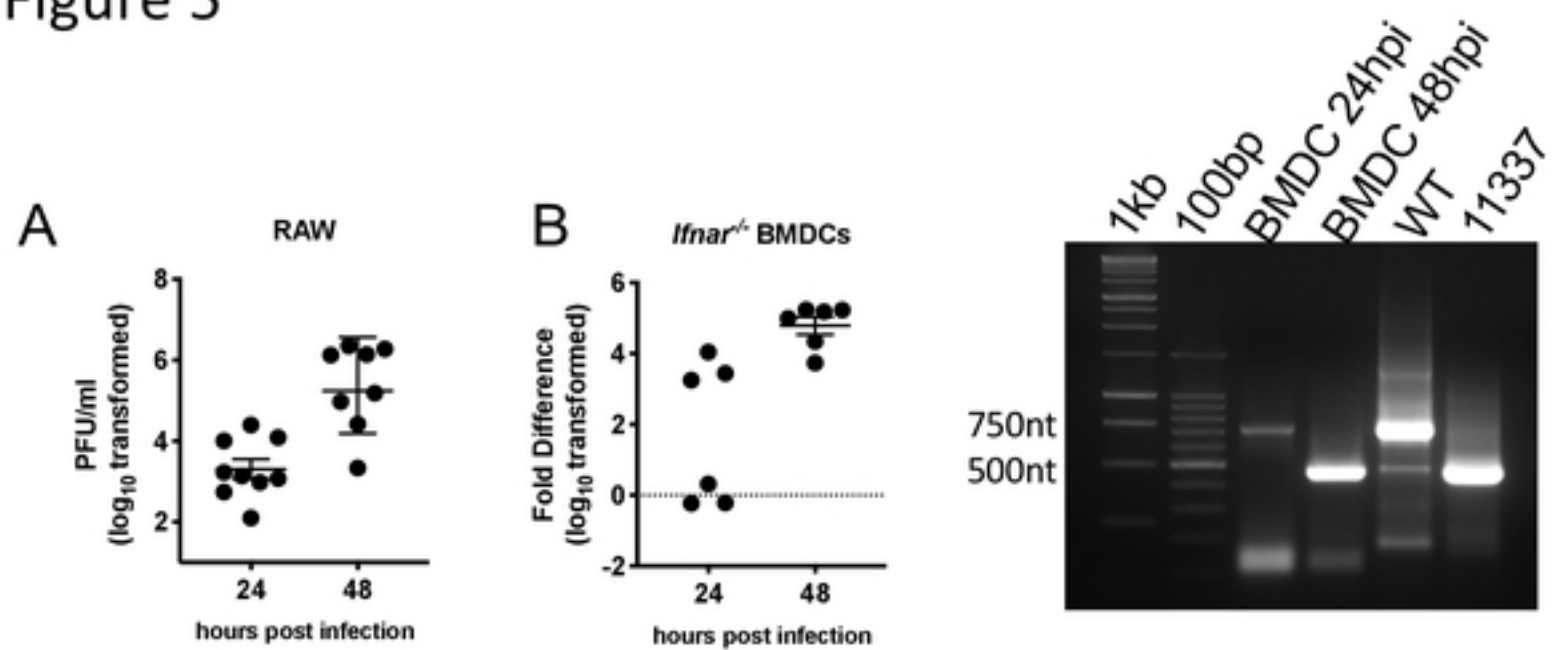 Figure 5
A
RAW
PFU/ml
(log10 transformed)
8
6
4
2
24
48
hours post infection
B
Ifnar-/- BMDCs
Fold Difference
(log10 transformed)
6
4
2
0
-2
24
48
hours post infection
1kb
100bp
BMDC 24hpi
BMDC 48hpi
WT
11337
750nt
500nt